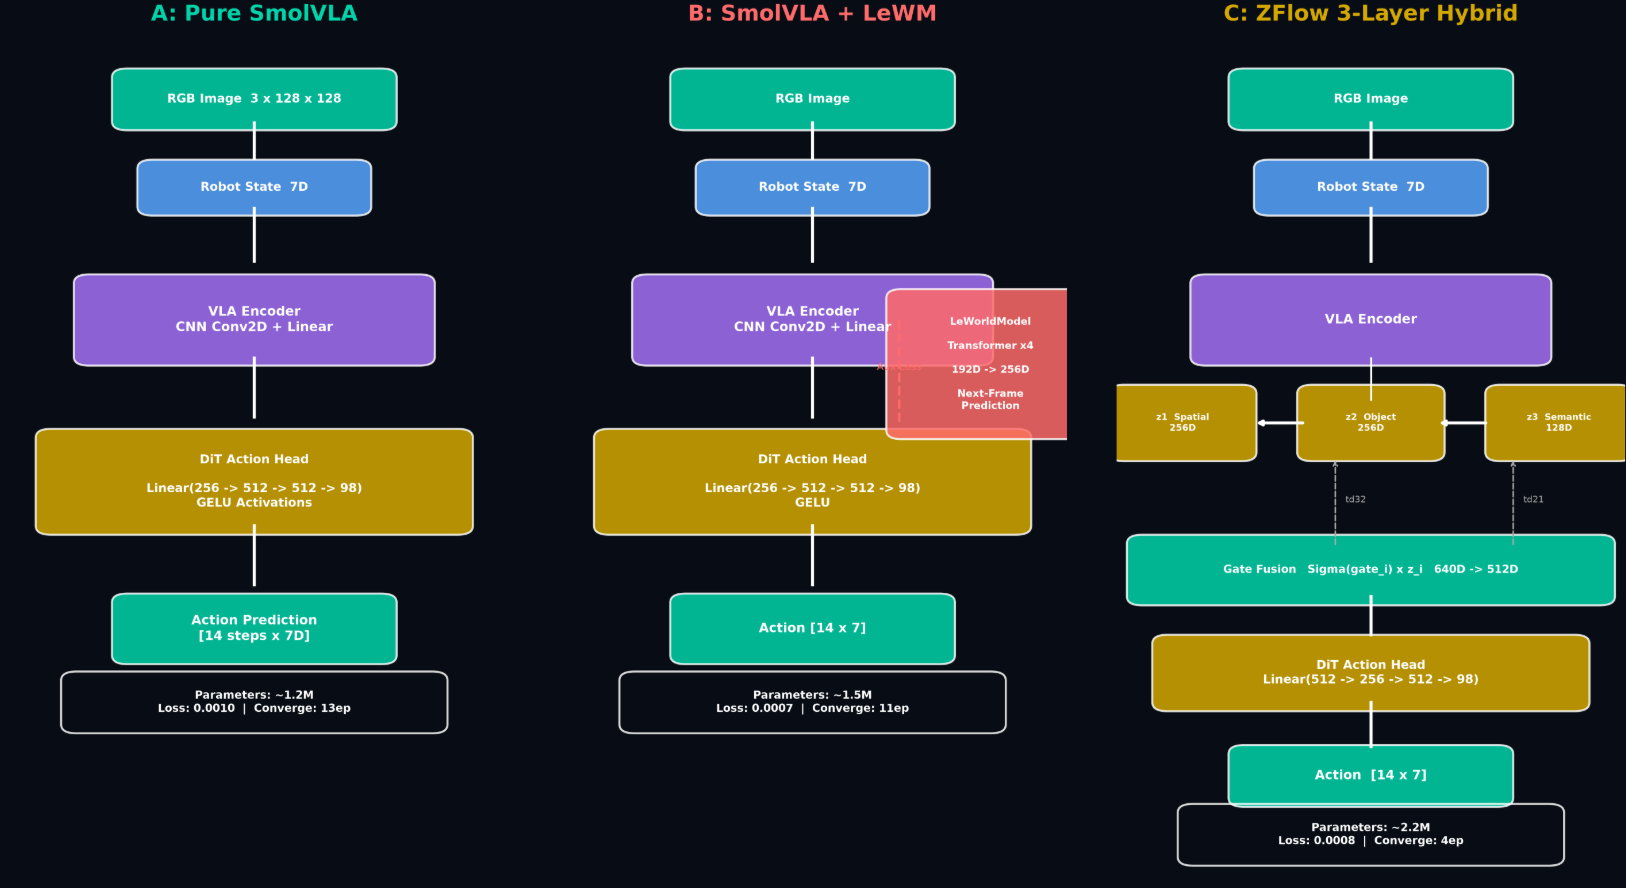 A: Pure SmolVLA
RGB Image 3 x 128 x 128
Robot State 7D
VLA Encoder
CNN Conv2D + Linear
DiT Action Head
Linear(256 -> 512 -> 512 -> 98)
GELU Activations
Action Prediction
[14 steps x 7D]
Parameters: ~1.2M
Loss: 0.0010 | Converge: 13ep
B: SmolVLA + LeWM
RGB Image
Robot State 7D
VLA Encoder
CNN Conv2D + Linear
LeWorldModel
Transformer x4
192D -> 256D
Next-Frame
Prediction
DiT Action Head
Linear(256 -> 512 -> 512 -> 98)
GELU
Action [14 x 7]
Parameters: ~1.5M
Loss: 0.0007 | Converge: 11ep
C: ZFlow 3-Layer Hybrid
RGB Image
Robot State 7D
VLA Encoder
z1 Spatial
256D
z2 Object
256D
z3 Semantic
128D
td32
td21
Gate Fusion Sigma(gate_i) x z_i 640D -> 512D
DiT Action Head
Linear(512 -> 256 -> 512 -> 98)
Action [14 x 7]
Parameters: ~2.2M
Loss: 0.0008 | Converge: 4ep